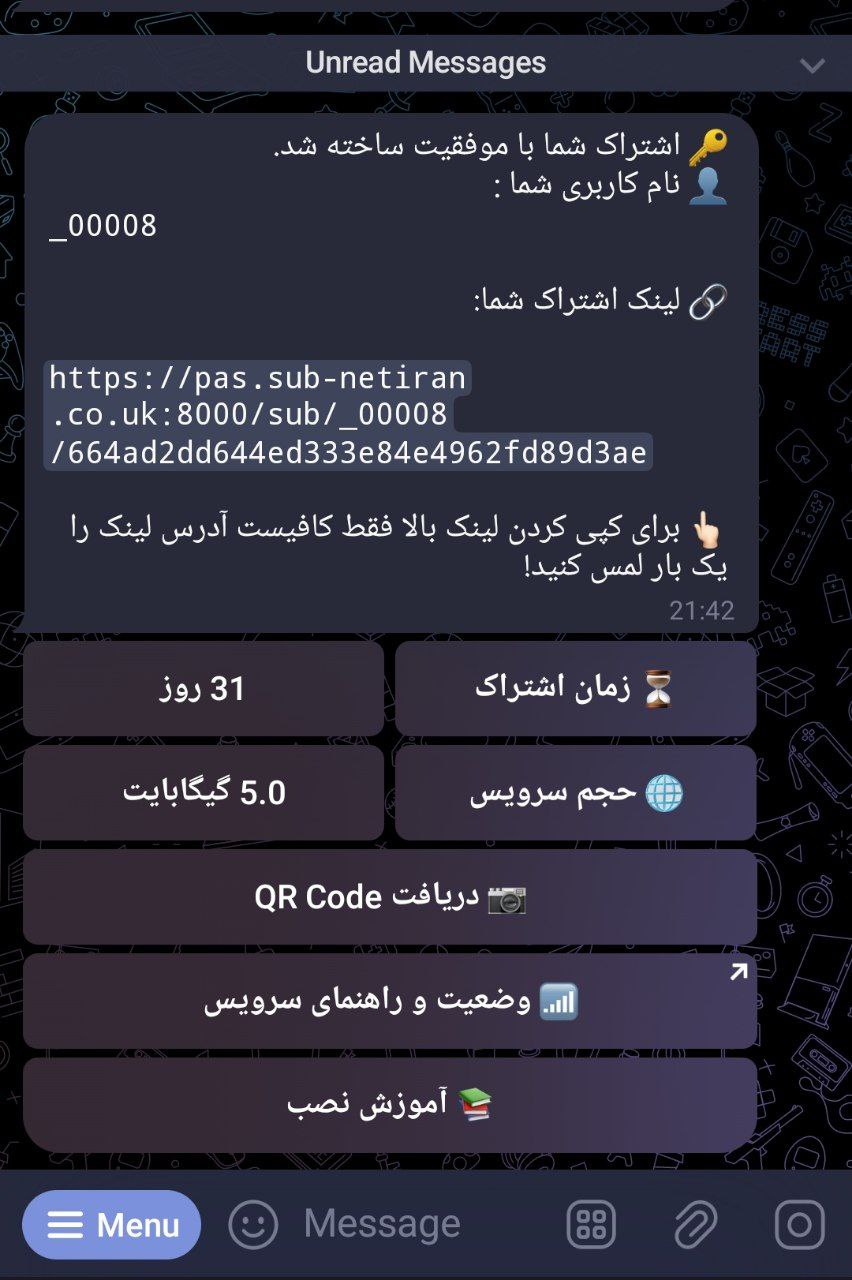 Unread Messages
🔑 اشتراک شما با موفقیت ساخته شد.
👤 نام کاربری شما :
_00008
🔗 لینک اشتراک شما:
https://pas.sub-netiran
.co.uk:8000/sub/_00008
/664ad2dd644ed333e84e4962fd89d3ae
👆🏻 برای کپی کردن لینک بالا فقط کافیست آدرس لینک را
یک بار لمس کنید!
21:42
⏳ زمان اشتراک
31 روز
🌐 حجم سرویس
5.0 گیگابایت
📷 دریافت QR Code
📶 وضعیت و راهنمای سرویس
📚 آموزش نصب
Menu
Message